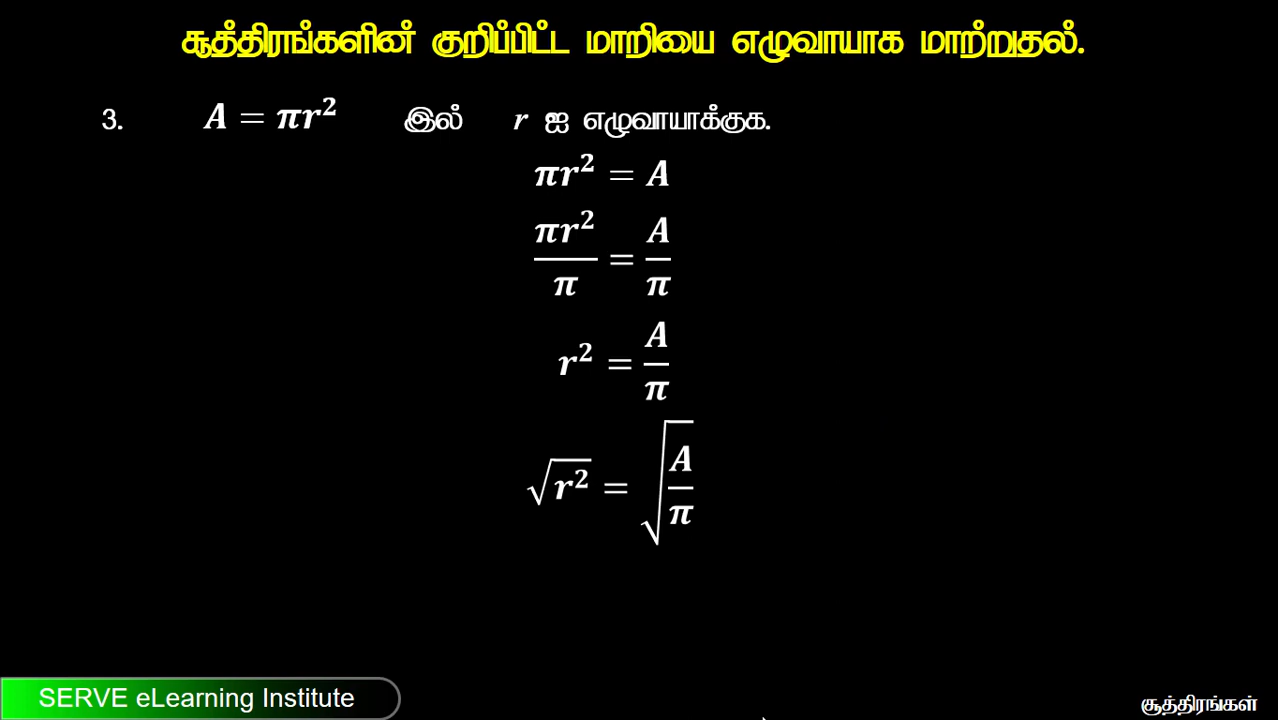 சூத்திரங்களின் குறிப்பிட்ட மாறியை எழுவாயாக மாற்றுதல்.
3. A = πr² இல் r ஐ எழுவாயாக்குக.
πr² = A
πr²/π = A/π
r² = A/π
√r² = √(A/π)
SERVE eLearning Institute
சூத்திரங்கள்